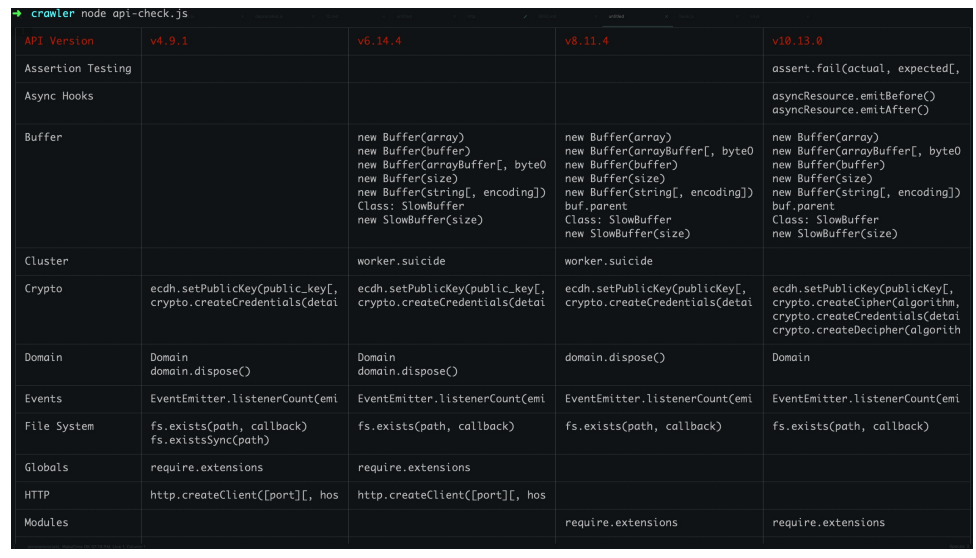 → crawler node api-check.js
API Version v4.9.1 v6.14.4 v8.11.4 v10.13.0
Assertion Testing assert.fail(actual, expected[,
Async Hooks asyncResource.emitBefore()
asyncResource.emitAfter()
Buffer new Buffer(array) new Buffer(array) new Buffer(array)
new Buffer(buffer) new Buffer(arrayBuffer[, byteO new Buffer(arrayBuffer[, byteO
new Buffer(arrayBuffer[, byteO new Buffer(buffer) new Buffer(buffer)
new Buffer(size) new Buffer(size) new Buffer(size)
new Buffer(string[, encoding]) new Buffer(string[, encoding]) new Buffer(string[, encoding])
Class: SlowBuffer buf.parent buf.parent
new SlowBuffer(size) Class: SlowBuffer Class: SlowBuffer
new SlowBuffer(size) new SlowBuffer(size)
Cluster worker.suicide worker.suicide
Crypto ecdh.setPublicKey(public_key[, ecdh.setPublicKey(public_key[, ecdh.setPublicKey(publicKey[, ecdh.setPublicKey(publicKey[,
crypto.createCredentials(detai crypto.createCredentials(detai crypto.createCredentials(detai crypto.createCipher(algorithm,
crypto.createCredentials(detai
crypto.createDecipher(algorith
Domain Domain Domain domain.dispose() Domain
domain.dispose() domain.dispose()
Events EventEmitter.listenerCount(emi EventEmitter.listenerCount(emi EventEmitter.listenerCount(emi EventEmitter.listenerCount(emi
File System fs.exists(path, callback) fs.exists(path, callback) fs.exists(path, callback) fs.exists(path, callback)
fs.existsSync(path)
Globals require.extensions require.extensions
HTTP http.createClient([port][, hos http.createClient([port][, hos
Modules require.extensions require.extensions